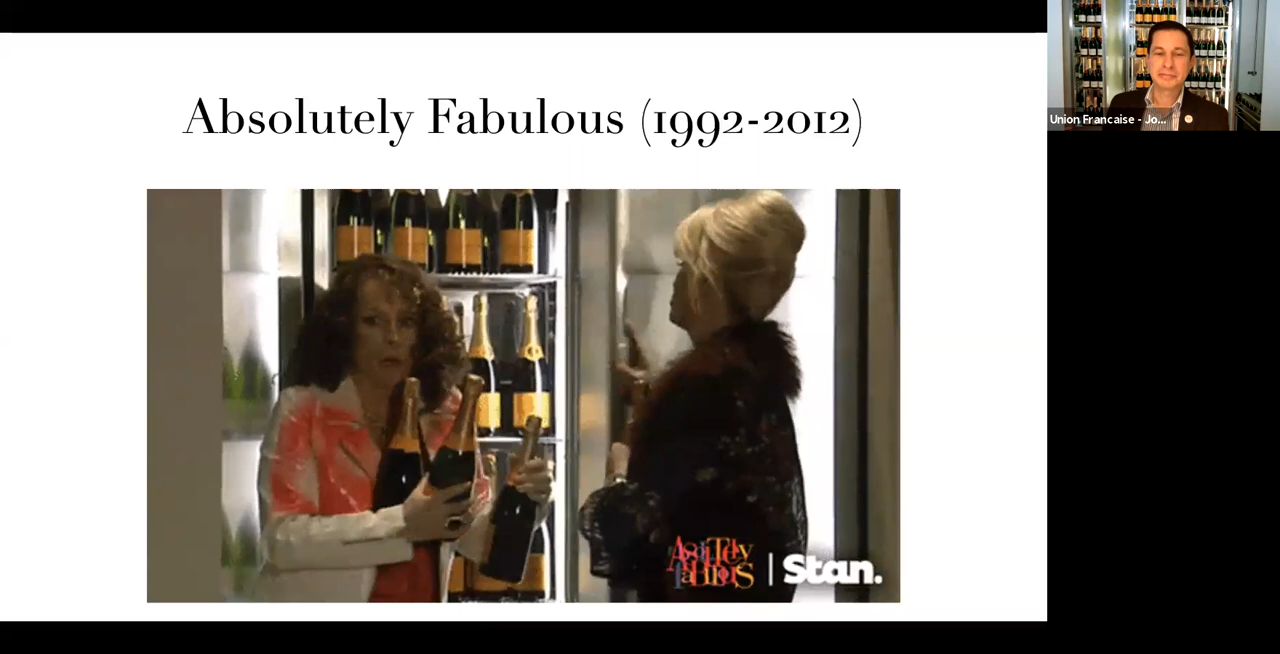 Absolutely Fabulous (1992-2012)
Union Francaise - Jo...
Absolutely
Fabulous
Stan.